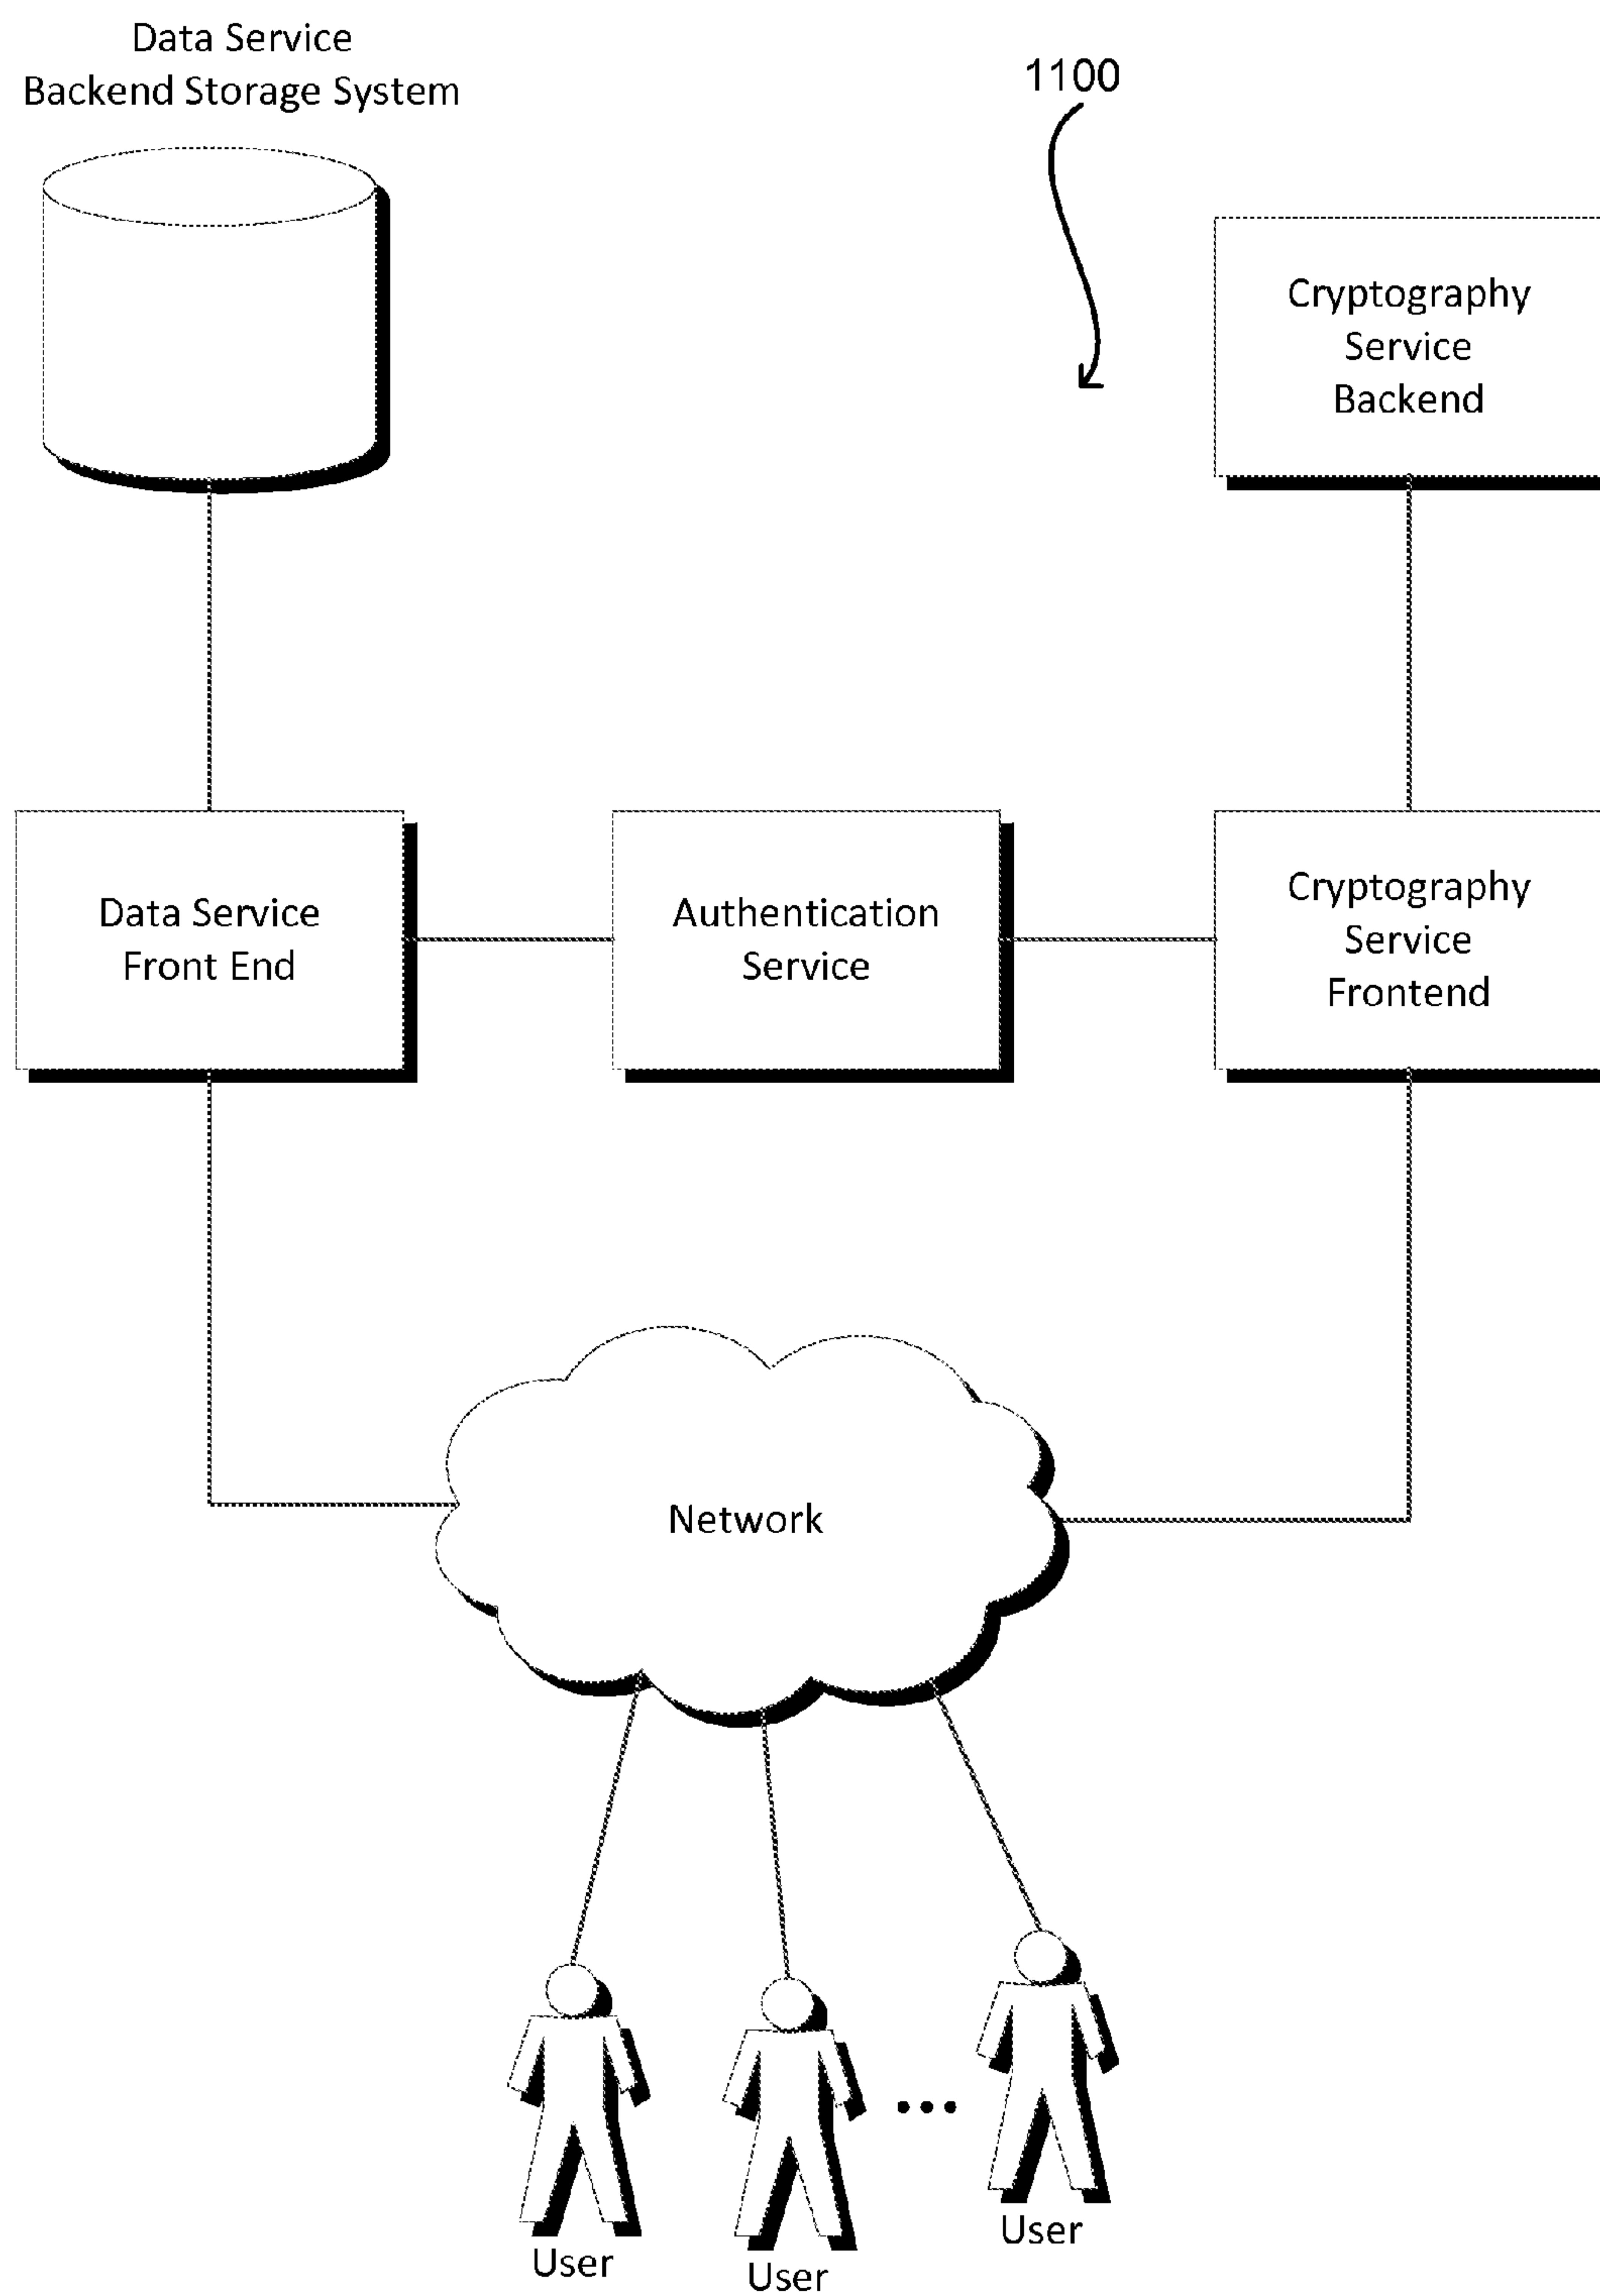 Data Service
Backend Storage System
1100
Cryptography
Service
Backend
Data Service
Front End
Authentication
Service
Cryptography
Service
Frontend
Network
User
User
User